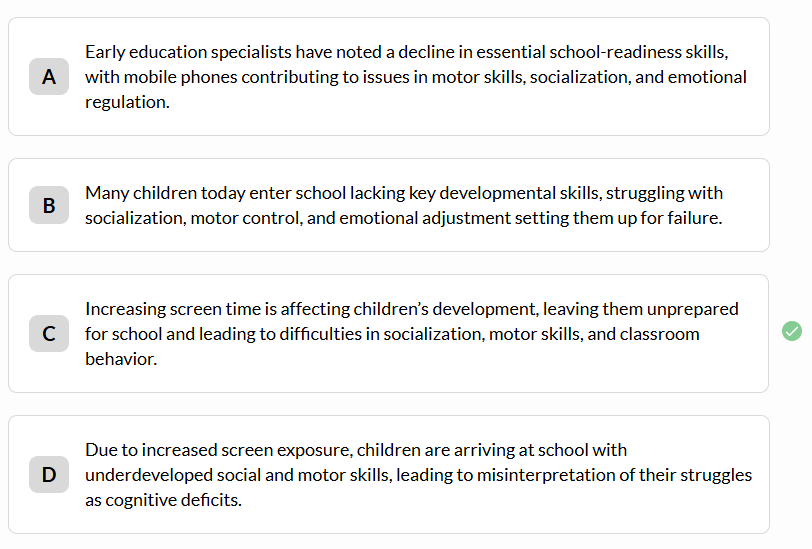 A
Early education specialists have noted a decline in essential school-readiness skills,
with mobile phones contributing to issues in motor skills, socialization, and emotional
regulation.
B
Many children today enter school lacking key developmental skills, struggling with
socialization, motor control, and emotional adjustment setting them up for failure.
C
Increasing screen time is affecting children’s development, leaving them unprepared
for school and leading to difficulties in socialization, motor skills, and classroom
behavior.
D
Due to increased screen exposure, children are arriving at school with
underdeveloped social and motor skills, leading to misinterpretation of their struggles
as cognitive deficits.